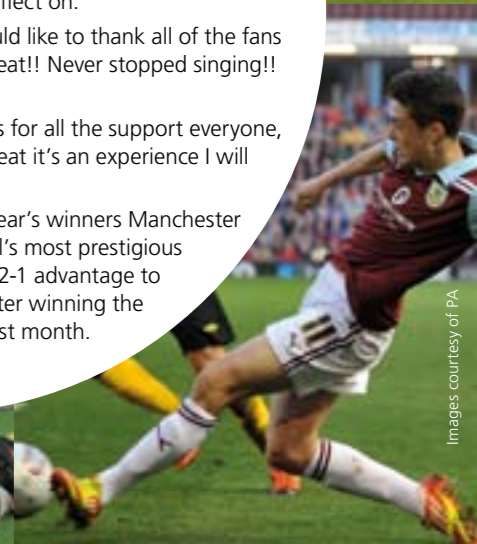 flect on.
uld like to thank all of the fans
eat!! Never stopped singing!!
s for all the support everyone,
eat it's an experience I will
ear's winners Manchester
l's most prestigious
2-1 advantage to
ter winning the
st month.
11
Images courtesy of PA